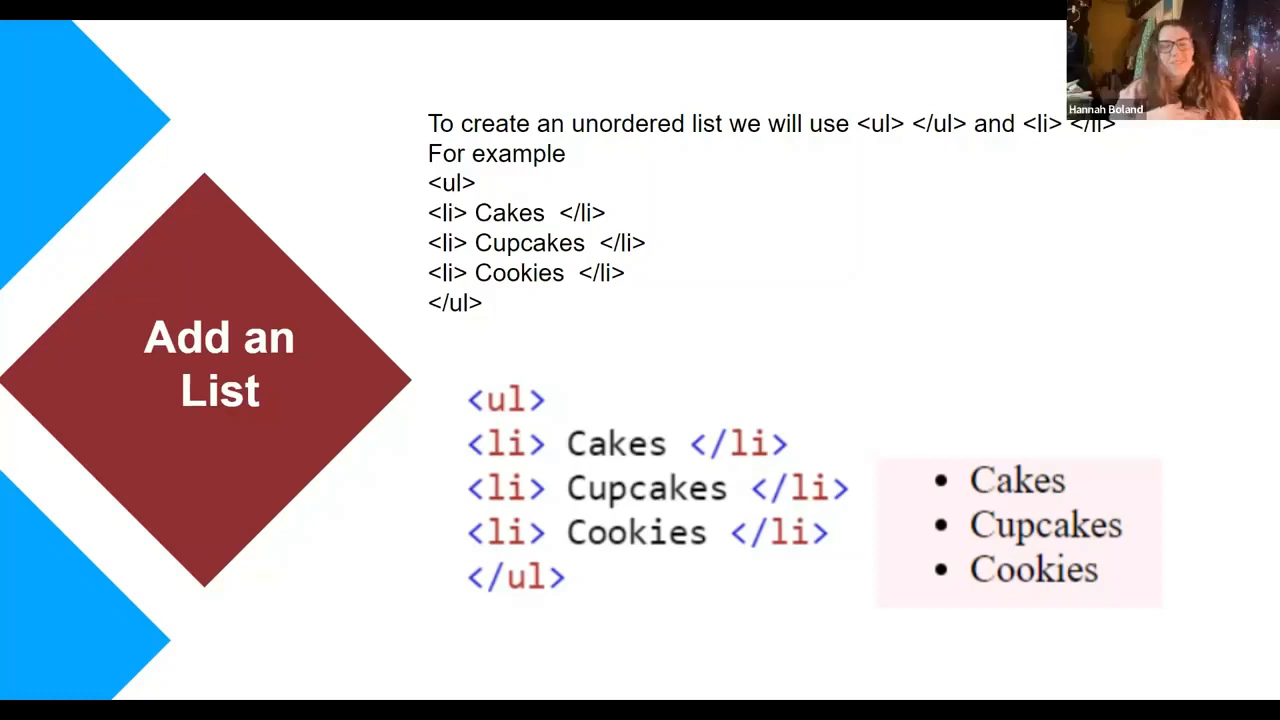 Hannah Boland
To create an unordered list we will use <ul> </ul> and <li> </li>
For example
<ul>
<li> Cakes </li>
<li> Cupcakes </li>
<li> Cookies </li>
</ul>
Add an
List
<ul>
<li> Cakes </li>
<li> Cupcakes </li>
<li> Cookies </li>
</ul>
• Cakes
• Cupcakes
• Cookies